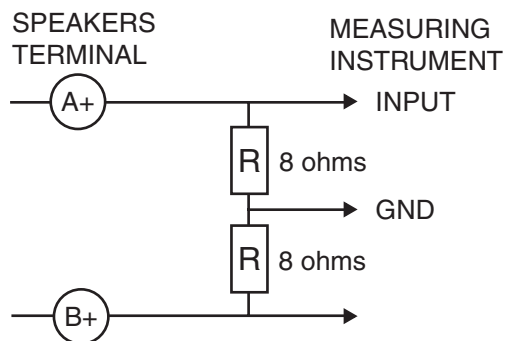 SPEAKERS
TERMINAL
MEASURING
INSTRUMENT
A+
INPUT
R
8 ohms
GND
R
8 ohms
B+